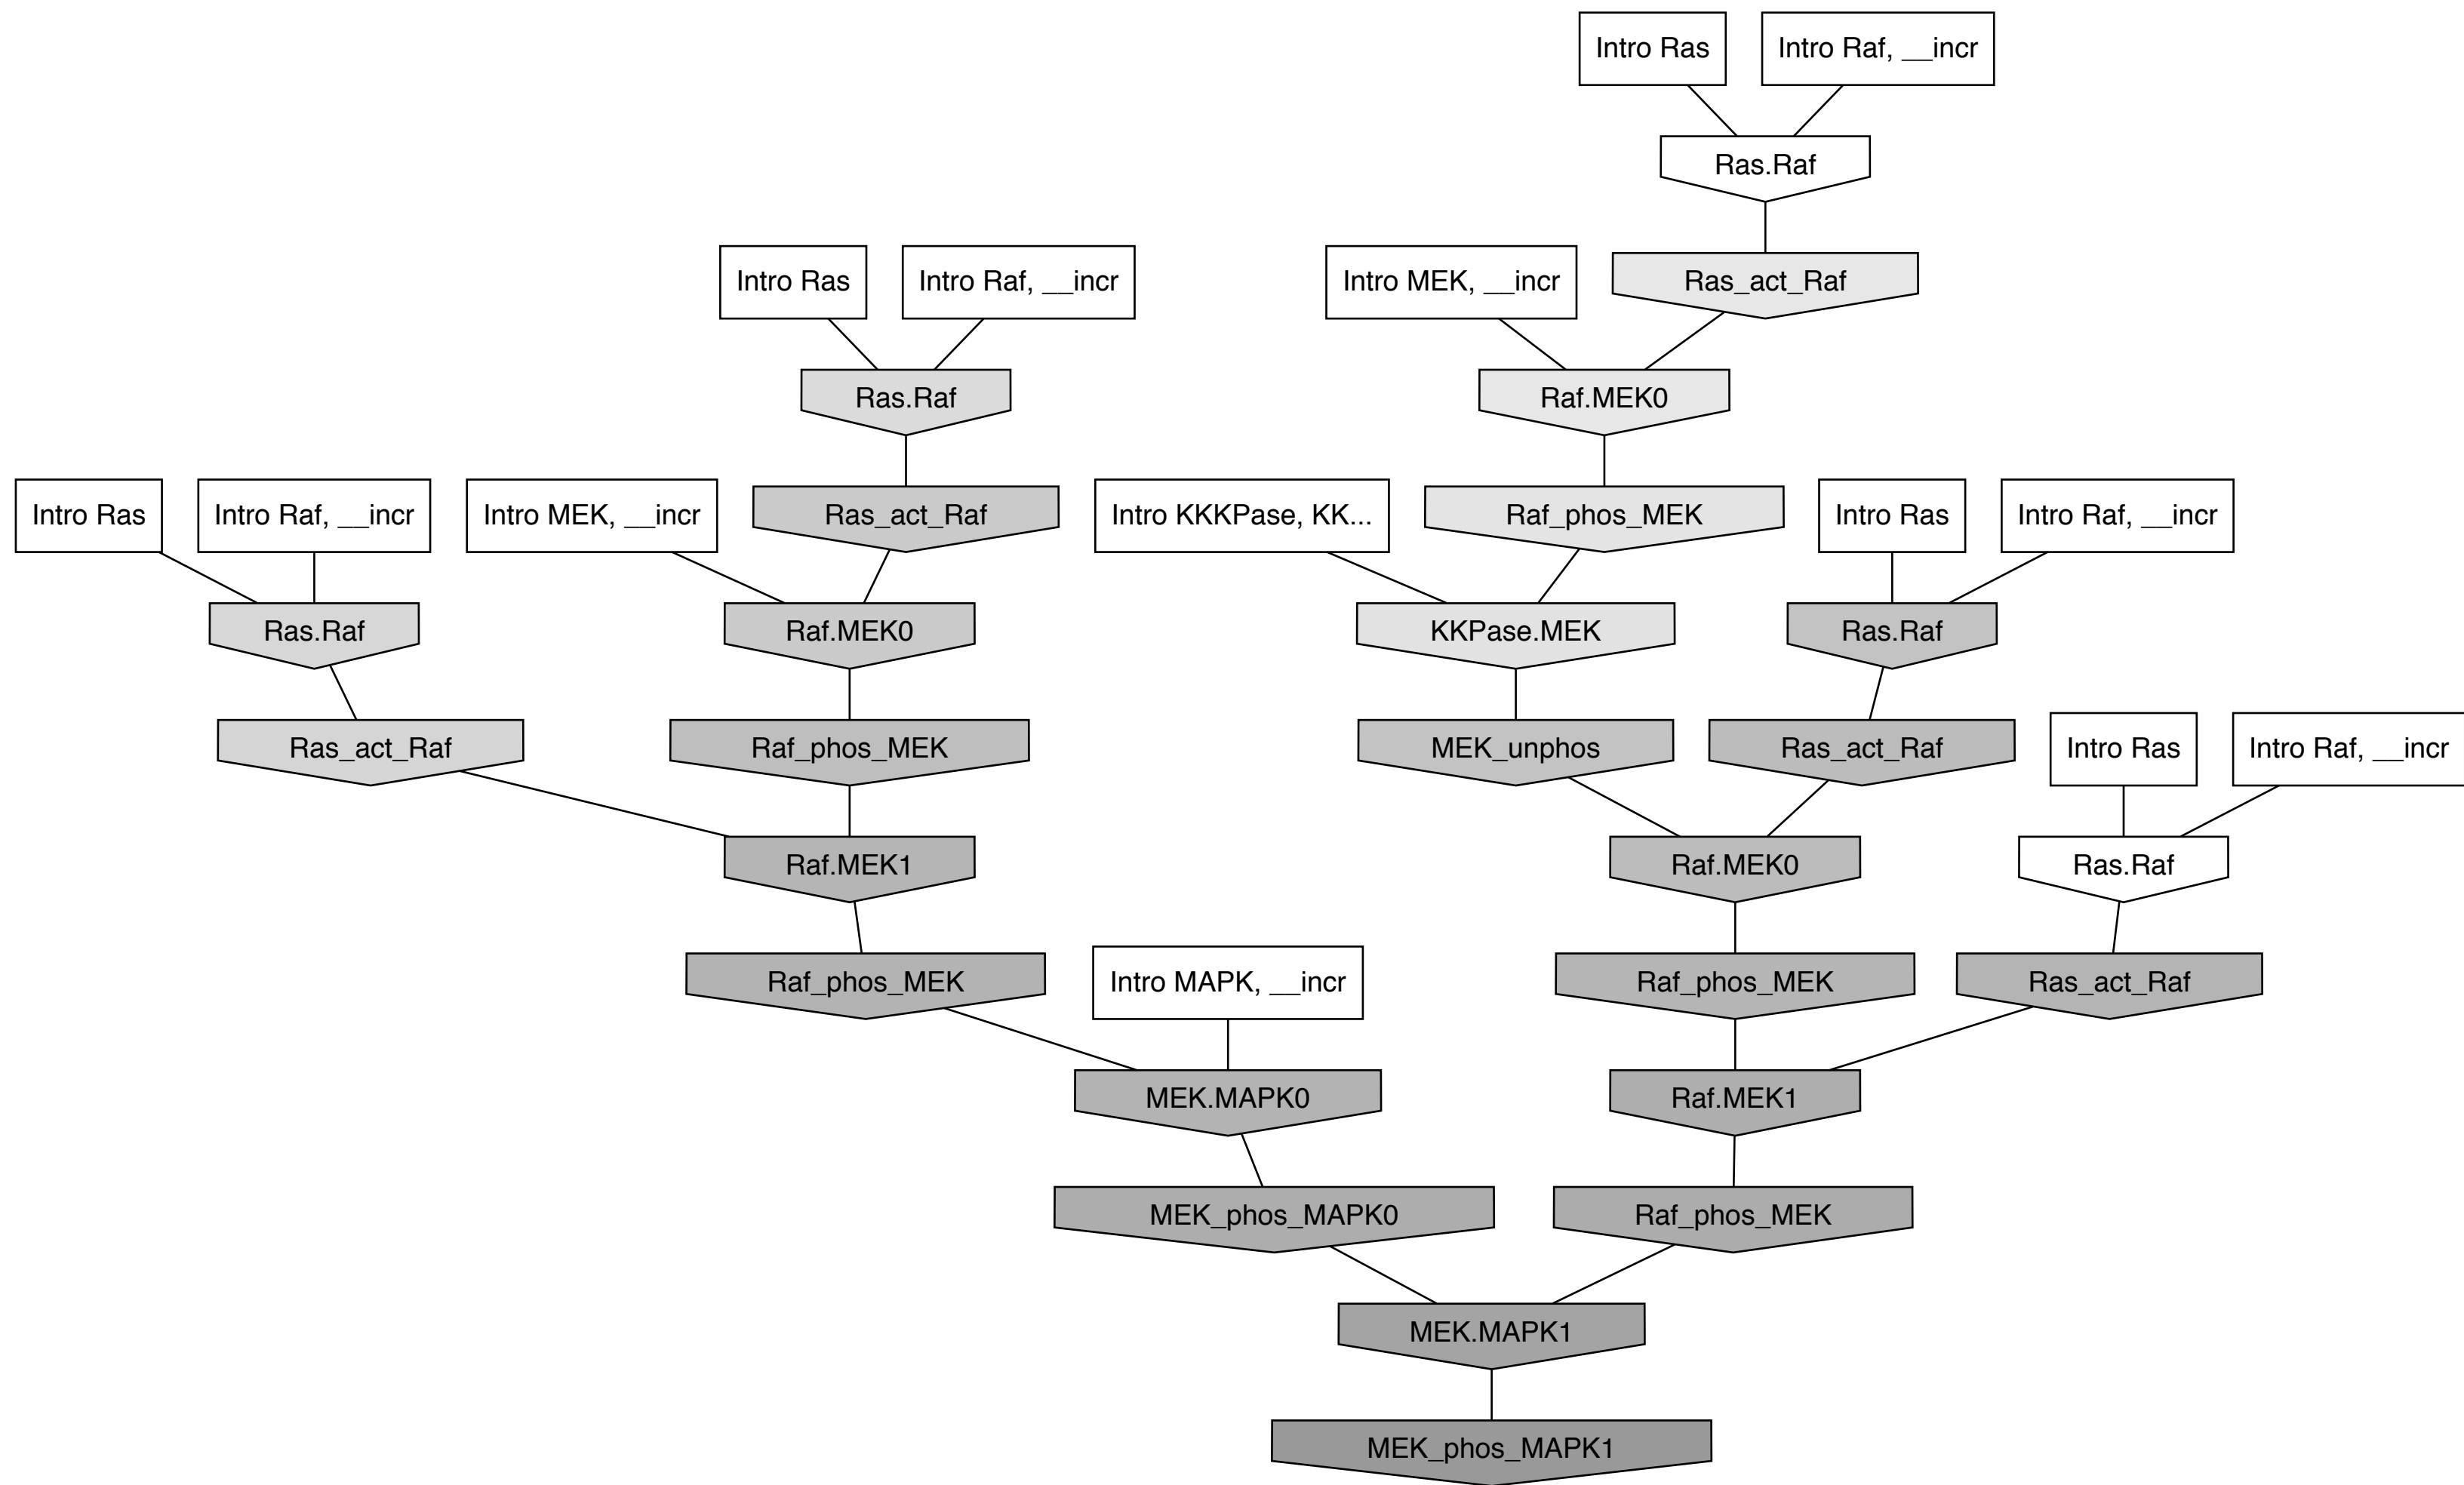 Intro Ras
Intro Raf, __incr
Ras.Raf
Intro Ras
Intro Raf, __incr
Intro MEK, __incr
Ras_act_Raf
Ras.Raf
Raf.MEK0
Intro Ras
Intro Raf, __incr
Intro MEK, __incr
Ras_act_Raf
Intro KKKPase, KK...
Raf_phos_MEK
Intro Ras
Intro Raf, __incr
Ras.Raf
Raf.MEK0
KKPase.MEK
Ras.Raf
Ras_act_Raf
Raf_phos_MEK
MEK_unphos
Ras_act_Raf
Intro Ras
Intro Raf, __incr
Raf.MEK1
Raf.MEK0
Ras.Raf
Raf_phos_MEK
Intro MAPK, __incr
Raf_phos_MEK
Ras_act_Raf
MEK.MAPK0
Raf.MEK1
MEK_phos_MAPK0
Raf_phos_MEK
MEK.MAPK1
MEK_phos_MAPK1